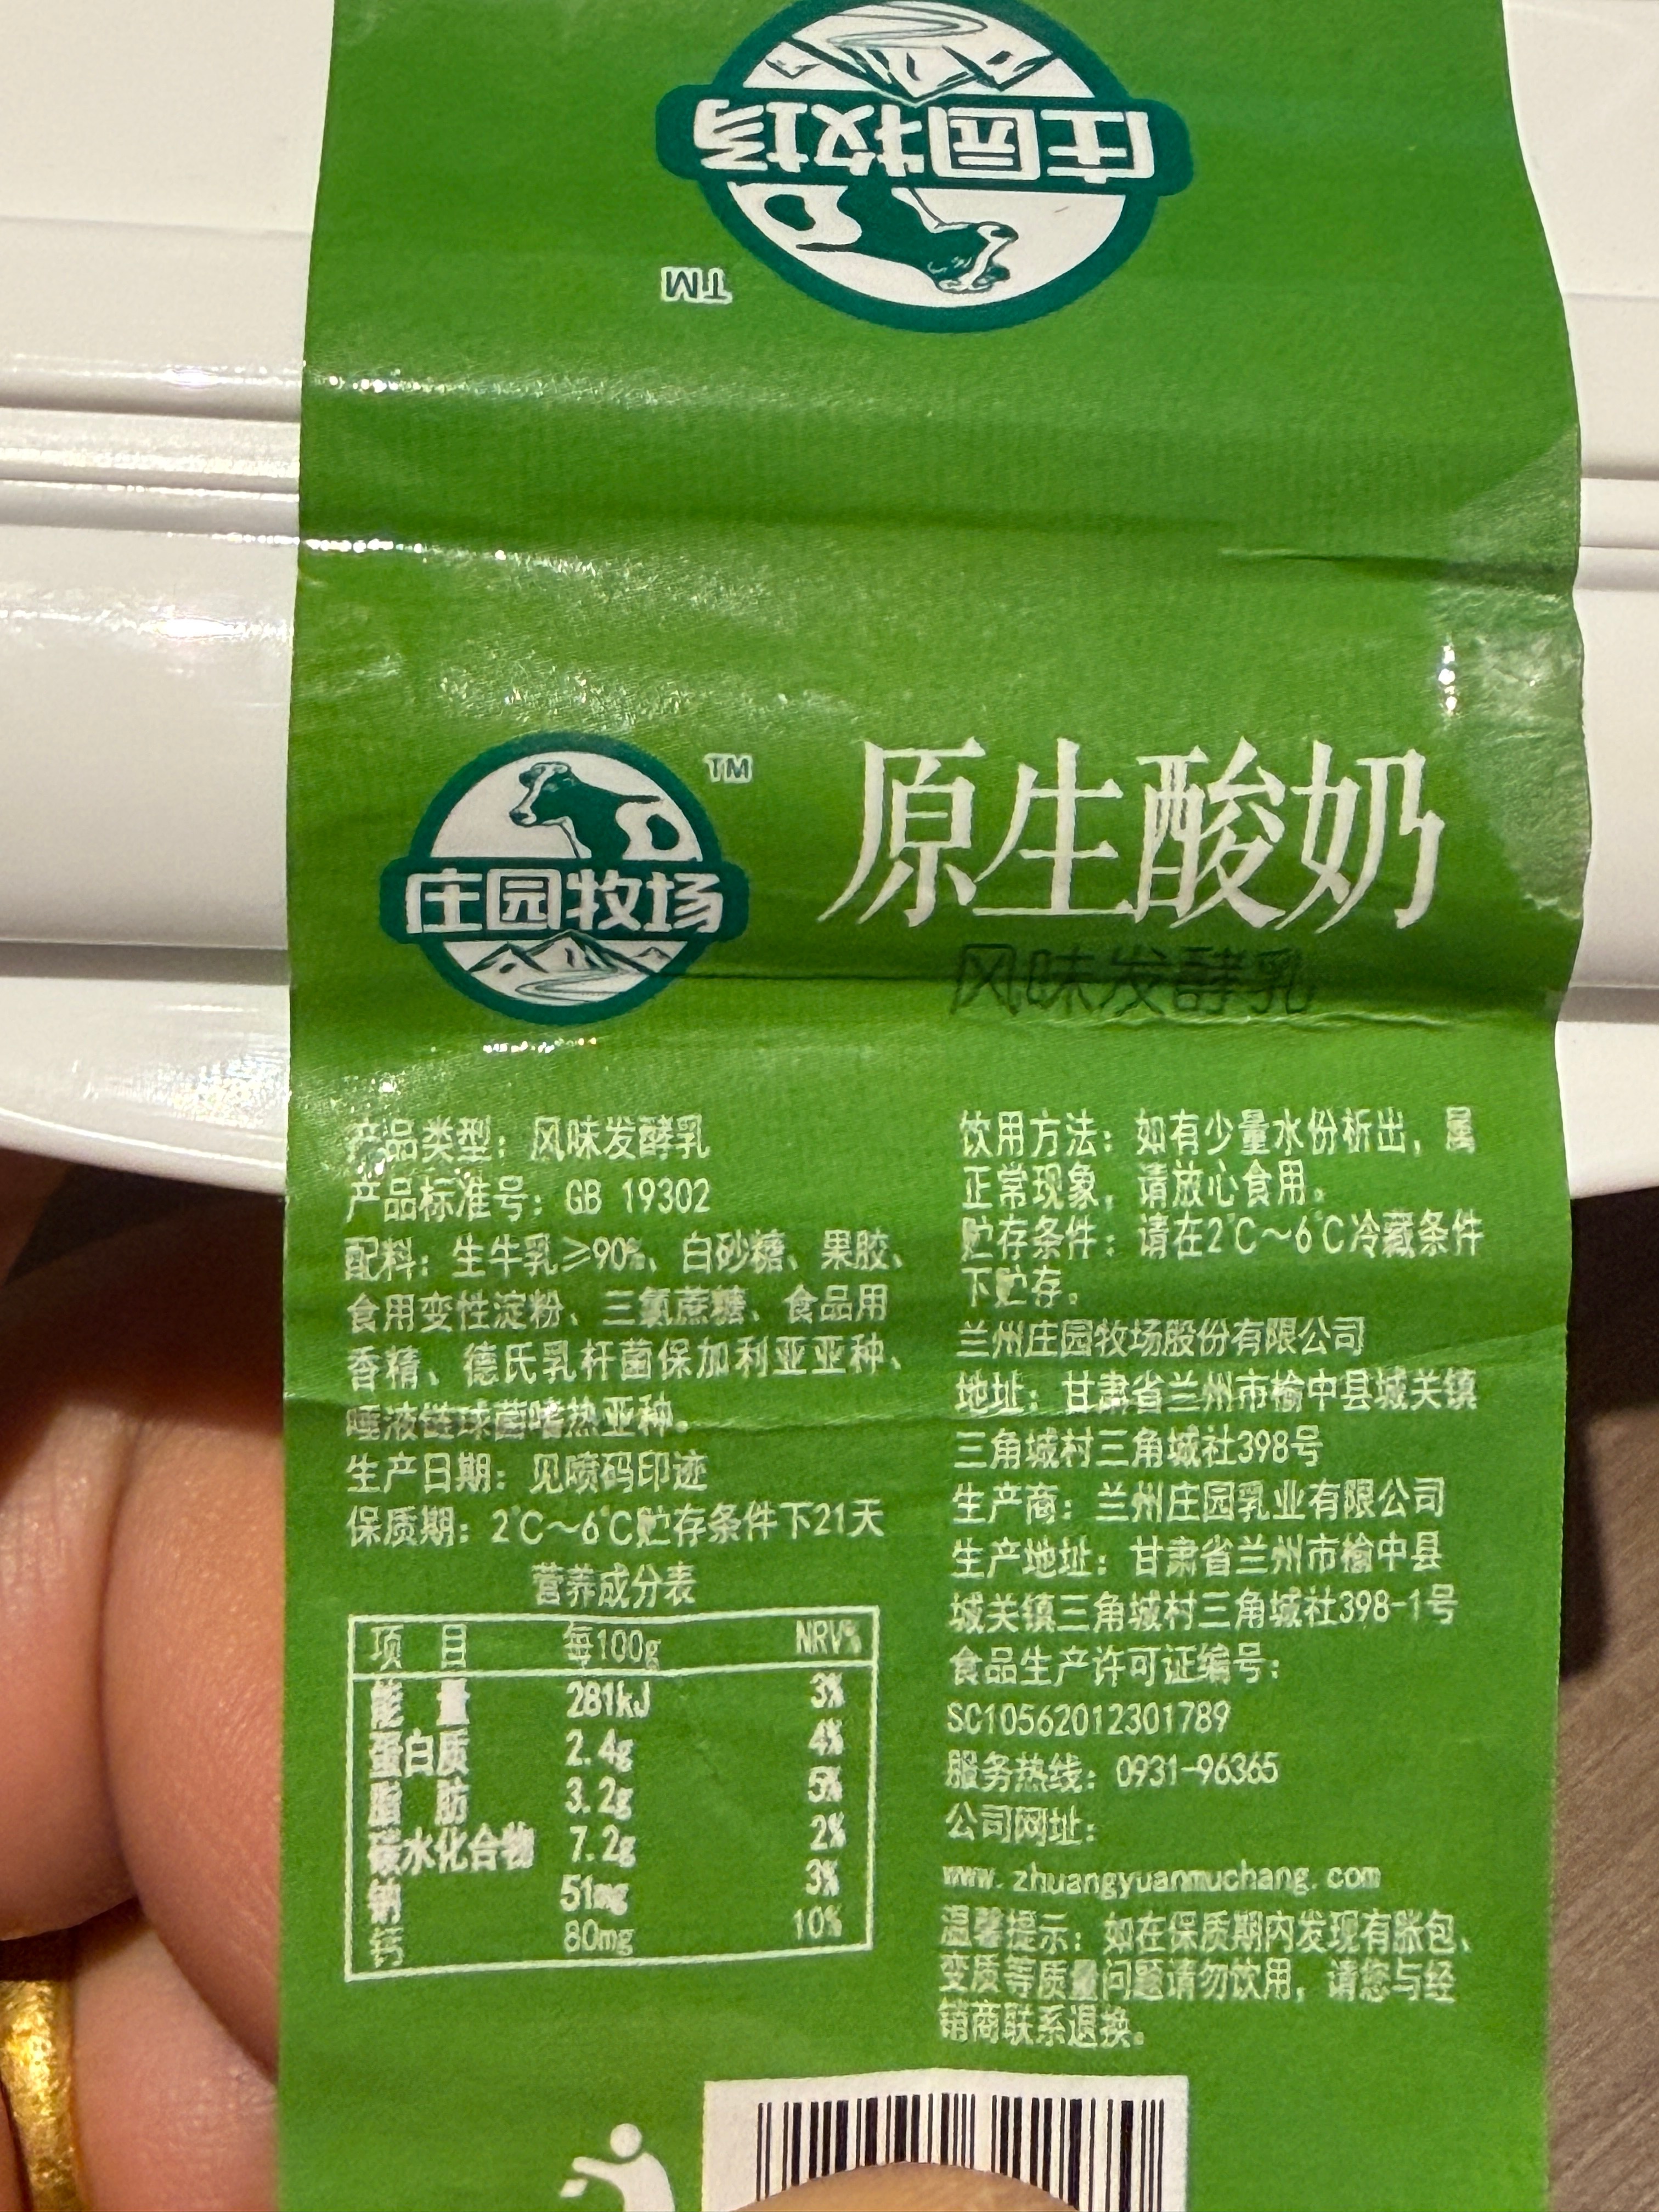 庄园牧场
TM
庄园牧场
TM
原生酸奶
风味发酵乳
产品类型：风味发酵乳
产品标准号：GB 19302
配料：生牛乳≥90%、白砂糖、果胶、
食用变性淀粉、三氯蔗糖、食品用
香精、德氏乳杆菌保加利亚亚种、
唾液链球菌嗜热亚种。
生产日期：见喷码印迹
保质期：2℃～6℃贮存条件下21天
营养成分表
项 目 每100g NRV%
能 量 281kJ 3%
蛋白质 2.4g 4%
脂 肪 3.2g 5%
碳水化合物 7.2g 2%
钠 51mg 3%
钙 80mg 10%
饮用方法：如有少量水份析出，属
正常现象，请放心食用。
贮存条件：请在2℃～6℃冷藏条件
下贮存。
兰州庄园牧场股份有限公司
地址：甘肃省兰州市榆中县城关镇
三角城村三角城社398号
生产商：兰州庄园乳业有限公司
生产地址：甘肃省兰州市榆中县
城关镇三角城村三角城社398-1号
食品生产许可证编号：
SC10562012301789
服务热线：0931-96365
公司网址：
www.zhuangyuanmuchang.com
温馨提示：如在保质期内发现有胀包、
变质等质量问题请勿饮用，请您与经
销商联系退换。